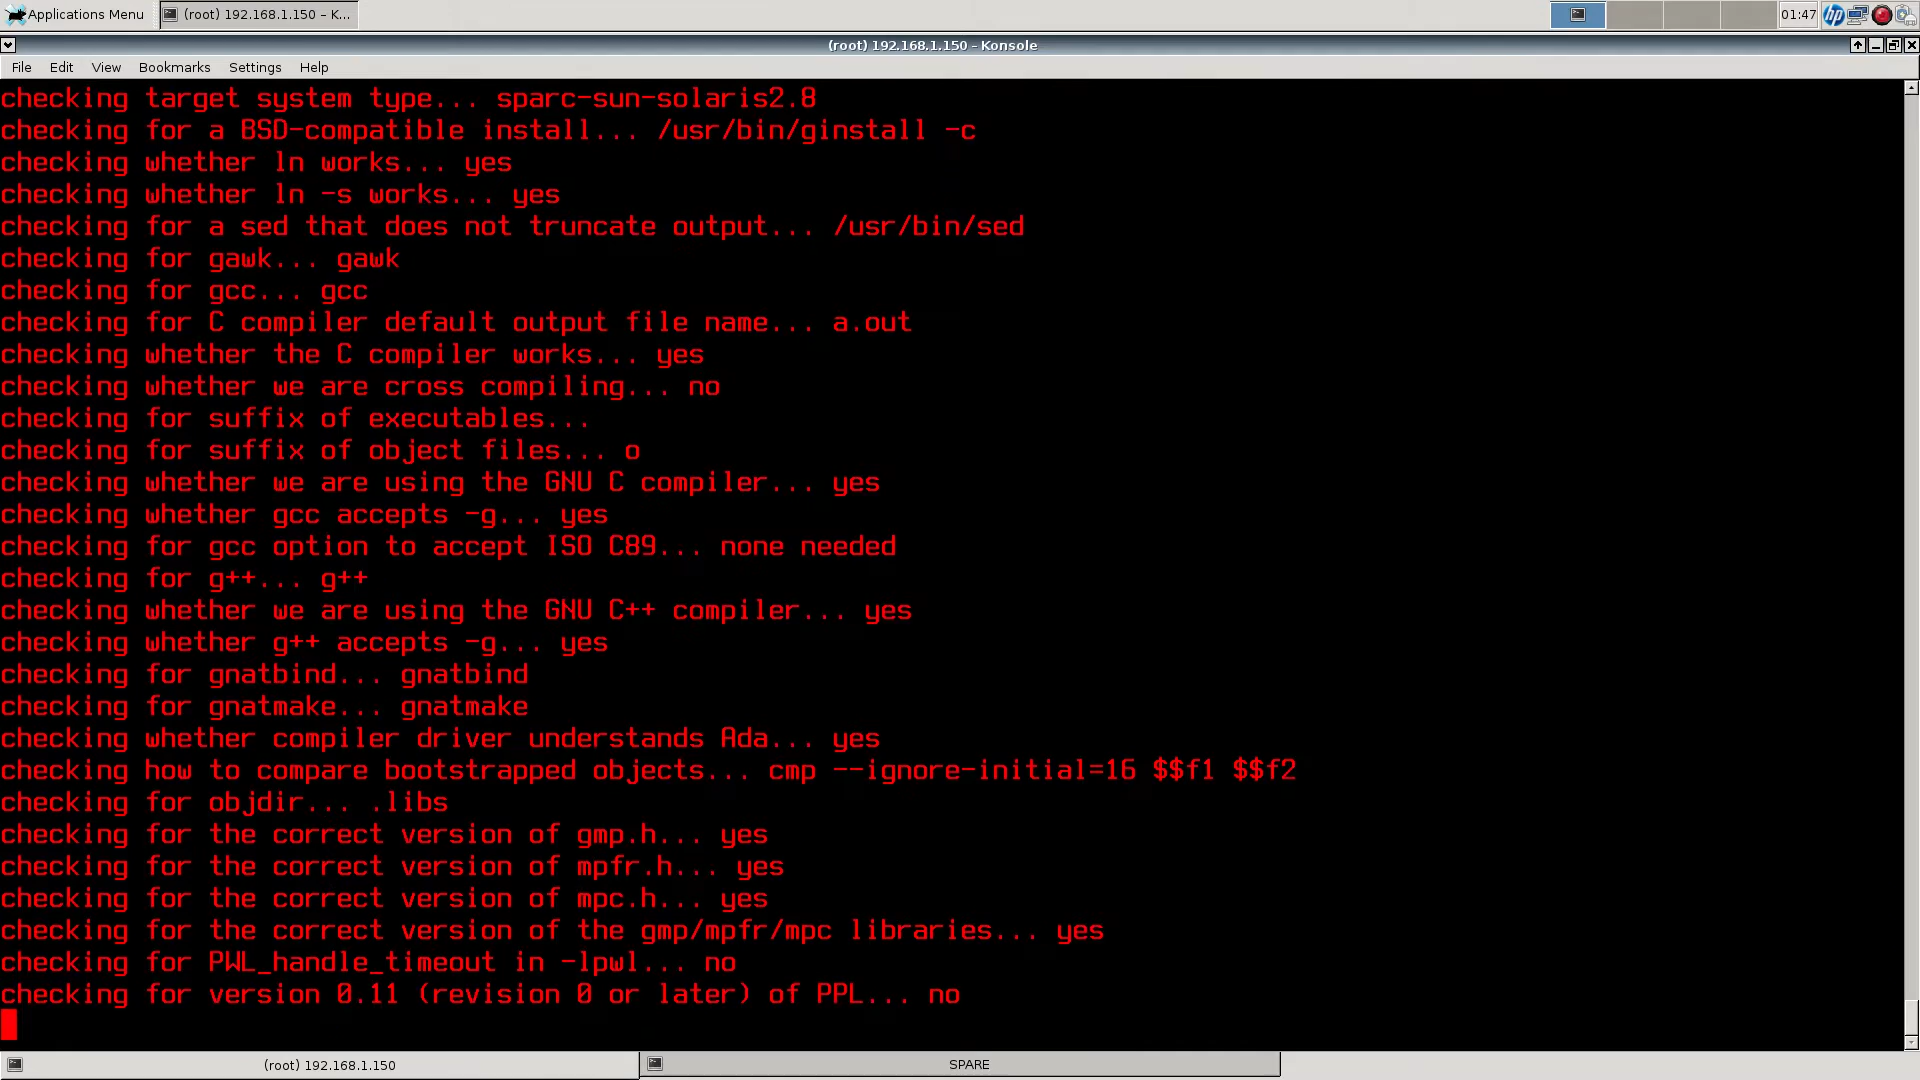 Applications Menu
(root) 192.168.1.150 – K...
01:47
hp
(root) 192.168.1.150 – Konsole
File Edit View Bookmarks Settings Help
checking target system type... sparc-sun-solaris2.8
checking for a BSD-compatible install... /usr/bin/ginstall -c
checking whether ln works... yes
checking whether ln -s works... yes
checking for a sed that does not truncate output... /usr/bin/sed
checking for gawk... gawk
checking for gcc... gcc
checking for C compiler default output file name... a.out
checking whether the C compiler works... yes
checking whether we are cross compiling... no
checking for suffix of executables...
checking for suffix of object files... o
checking whether we are using the GNU C compiler... yes
checking whether gcc accepts -g... yes
checking for gcc option to accept ISO C89... none needed
checking for g++... g++
checking whether we are using the GNU C++ compiler... yes
checking whether g++ accepts -g... yes
checking for gnatbind... gnatbind
checking for gnatmake... gnatmake
checking whether compiler driver understands Ada... yes
checking how to compare bootstrapped objects... cmp --ignore-initial=16 $$f1 $$f2
checking for objdir... .libs
checking for the correct version of gmp.h... yes
checking for the correct version of mpfr.h... yes
checking for the correct version of mpc.h... yes
checking for the correct version of the gmp/mpfr/mpc libraries... yes
checking for PWL_handle_timeout in -lpwl... no
checking for version 0.11 (revision 0 or later) of PPL... no
(root) 192.168.1.150
SPARE